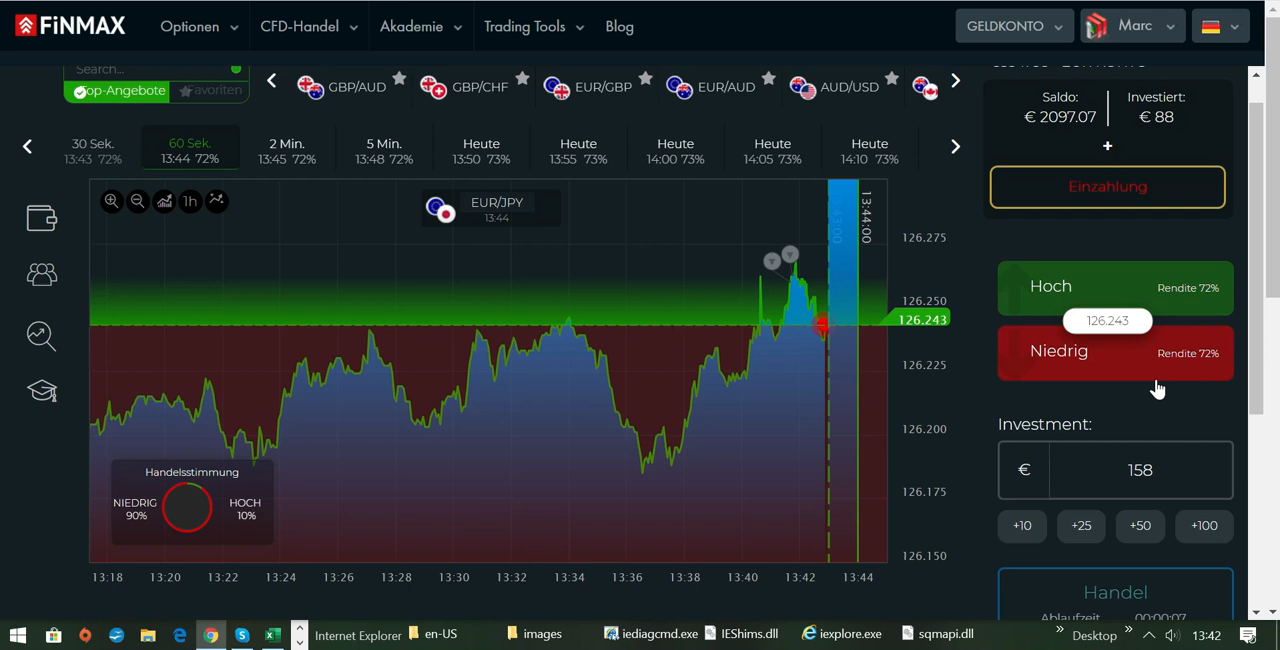 FiNMAX
Optionen
CFD-Handel
Akademie
Trading Tools
Blog
GELDKONTO
Marc
Search...
Top-Angebote
Favoriten
GBP/AUD
GBP/CHF
EUR/GBP
EUR/AUD
AUD/USD
Saldo:
€ 2097.07
Investiert:
€ 88
+
Einzahlung
30 Sek.
13:43 72%
60 Sek.
13:44 72%
2 Min.
13:45 72%
5 Min.
13:48 72%
Heute
13:50 73%
Heute
13:55 73%
Heute
14:00 73%
Heute
14:05 73%
Heute
14:10 73%
1h
EUR/JPY
13:44
13:44:00
126.275
126.250
126.243
126.225
126.200
126.175
126.150
Handelsstimmung
NIEDRIG
90%
HOCH
10%
13:18
13:20
13:22
13:24
13:26
13:28
13:30
13:32
13:34
13:36
13:38
13:40
13:42
13:44
Hoch
Rendite 72%
126.243
Niedrig
Rendite 72%
Investment:
€
158
+10
+25
+50
+100
Handel
Ablaufzeit 00:00:07
Internet Explorer
en-US
images
iediagcmd.exe
IEShims.dll
iexplore.exe
sqmapi.dll
Desktop
13:42